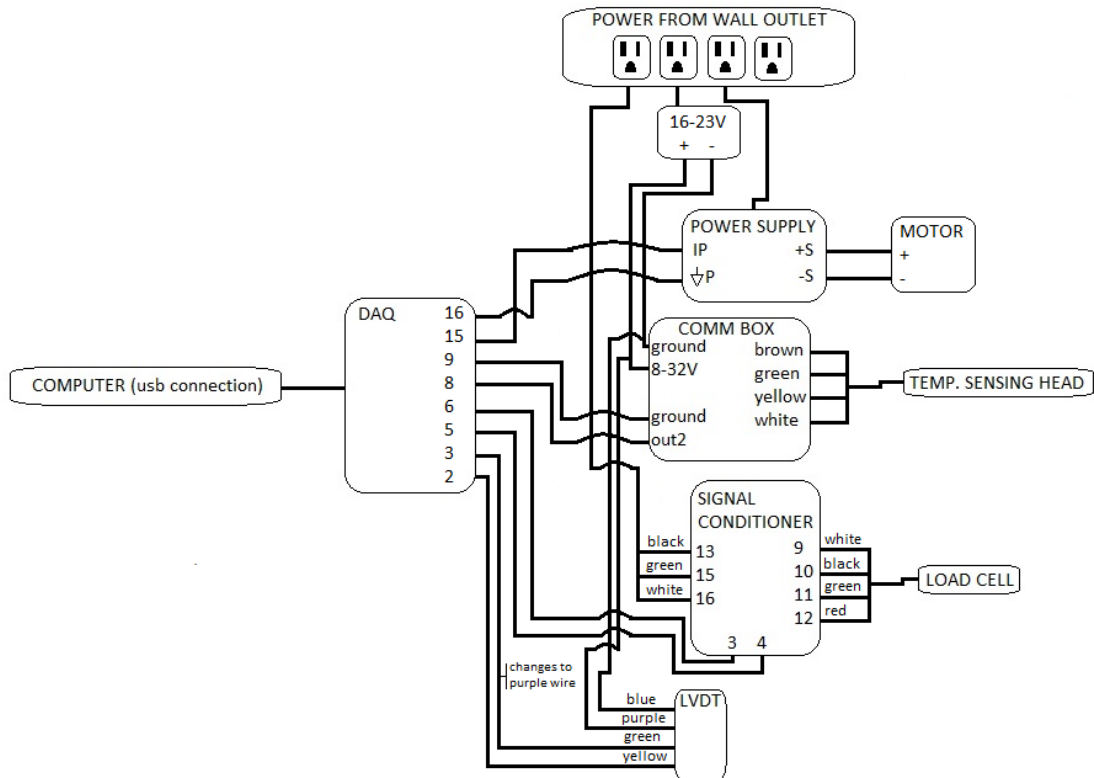 POWER FROM WALL OUTLET
16-23V
+ -
POWER SUPPLY
IP +S
P -S
MOTOR
+
-
DAQ
16
15
9
8
6
5
3
2
COMPUTER (usb connection)
COMM BOX
ground
8-32V
ground
out2
brown
green
yellow
white
TEMP. SENSING HEAD
SIGNAL
CONDITIONER
black
green
white
13
15
16
9
10
11
12
white
black
green
red
3 4
LOAD CELL
changes to
purple wire
LVDT
blue
purple
green
yellow